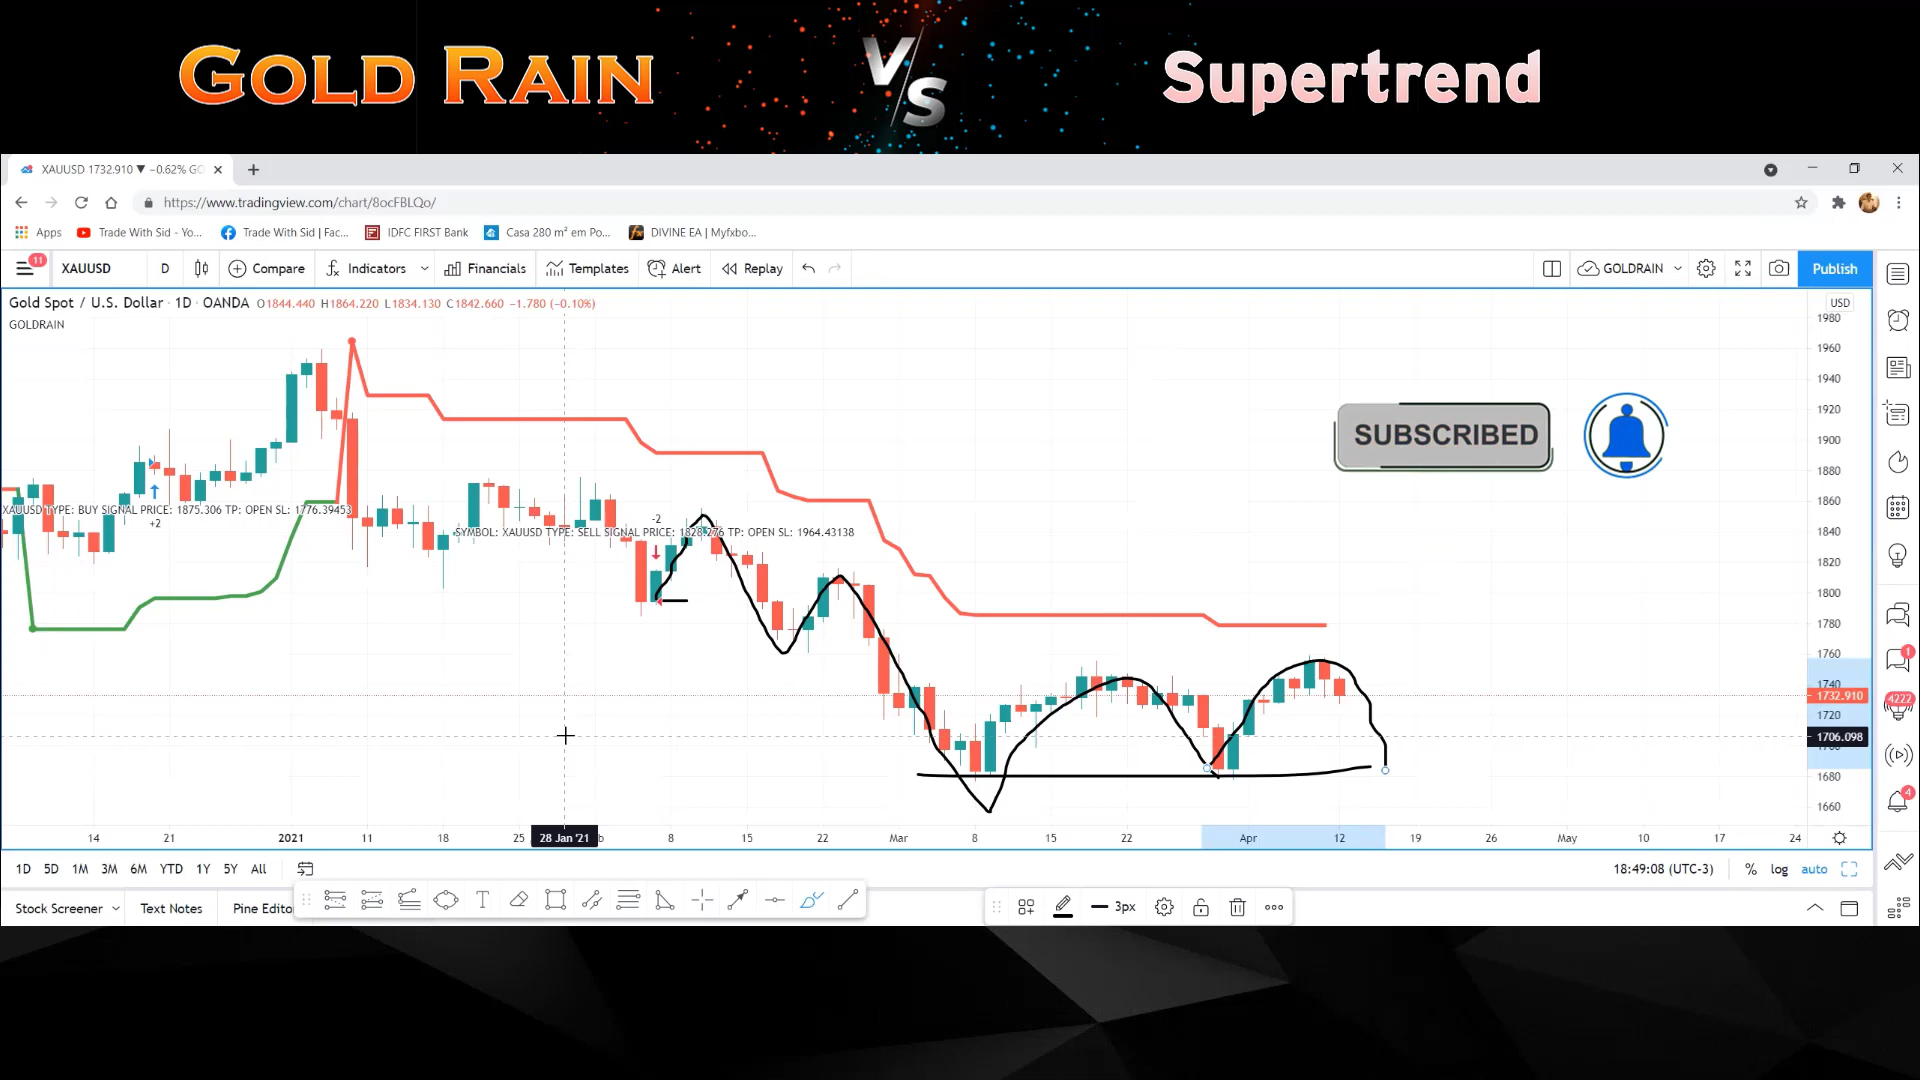 GOLD RAIN VS Supertrend
XAUUSD 1732.910 ▼ −0.62% GO
https://www.tradingview.com/chart/8ocFBLQo/
Apps Trade With Sid - Yo... Trade With Sid | Fac... IDFC FIRST Bank Casa 280 m² em Po... DIVINE EA | Myfxbo...
11 XAUUSD D Compare Indicators Financials Templates Alert Replay GOLDRAIN Publish
Gold Spot / U.S. Dollar · 1D · OANDA O1844.440 H1864.220 L1834.130 C1842.660 −1.780 (−0.10%) USD
GOLDRAIN
1980
1960
1940
1920
1900
1880
1860
1840
1820
1800
1780
1760
1740
1732.910
1720
1706.098
1680
1660
SUBSCRIBED
XAUUSD TYPE: BUY SIGNAL PRICE: 1875.306 TP: OPEN SL: 1776.39453
+2
-2
SYMBOL: XAUUSD TYPE: SELL SIGNAL PRICE: 1828.276 TP: OPEN SL: 1964.43138
1
4222
4
14 21 2021 11 18 25 28 Jan '21 b 8 15 22 Mar 8 15 22 Apr 12 19 26 May 10 17 24
1D 5D 1M 3M 6M YTD 1Y 5Y All 18:49:08 (UTC-3) % log auto
Stock Screener Text Notes Pine Edito T 3px